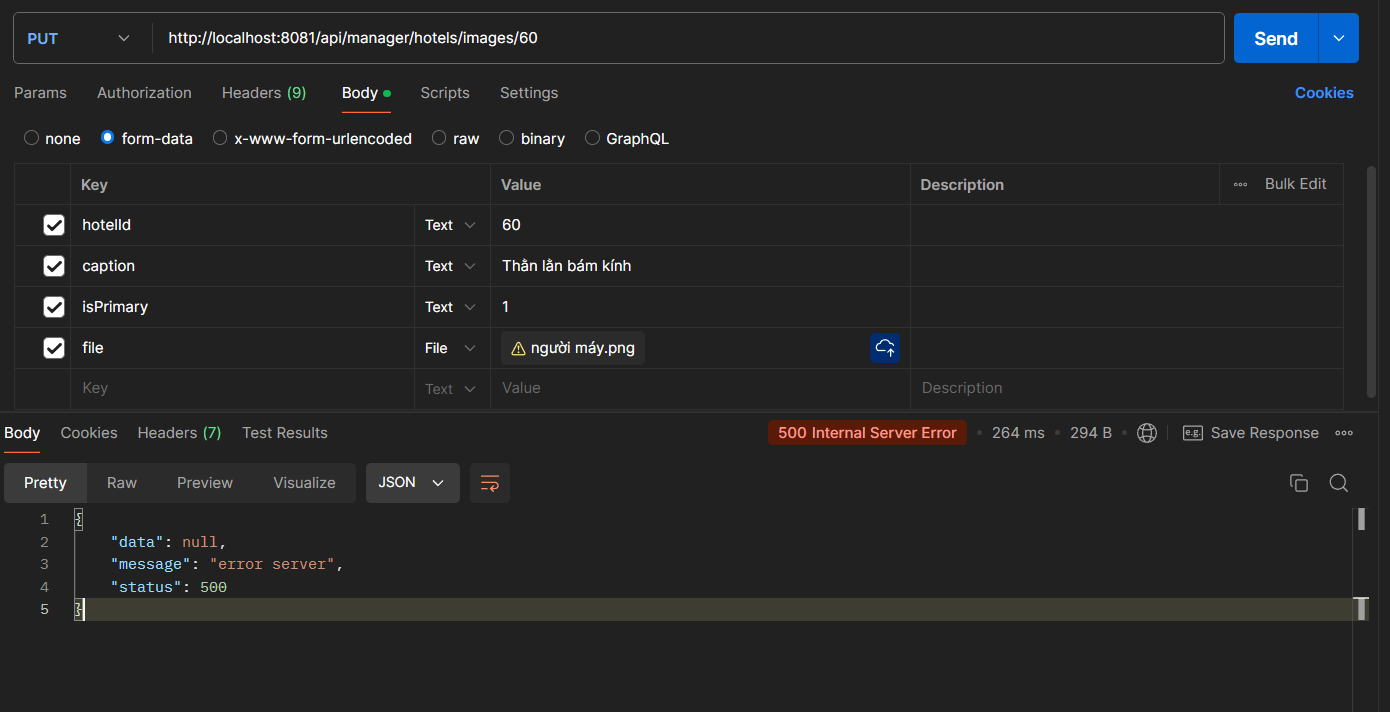 PUT http://localhost:8081/api/manager/hotels/images/60 Send
Params Authorization Headers (9) Body Scripts Settings Cookies
none form-data x-www-form-urlencoded raw binary GraphQL
Key Value Description Bulk Edit
hotelId Text 60
caption Text Thằn lằn bám kính
isPrimary Text 1
file File người máy.png
Key Text Value Description
Body Cookies Headers (7) Test Results 500 Internal Server Error 264 ms 294 B e.g. Save Response
Pretty Raw Preview Visualize JSON
1 {
2 "data": null,
3 "message": "error server",
4 "status": 500
5 }